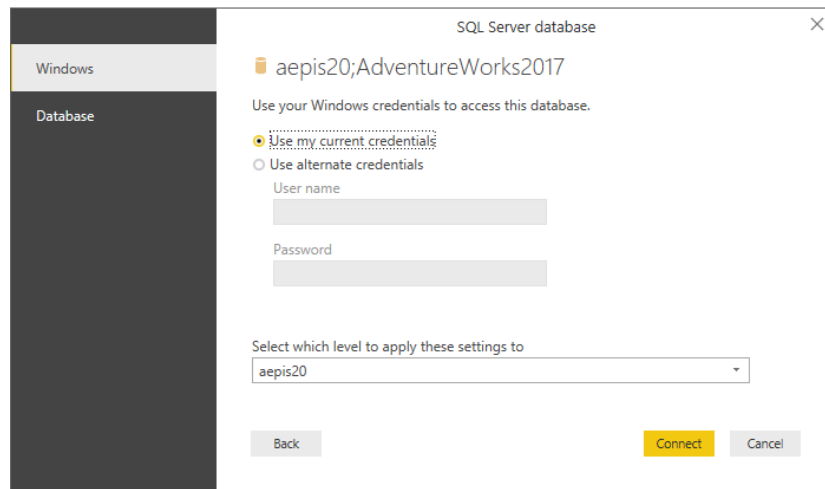 SQL Server database
Windows
Database
aepis20;AdventureWorks2017
Use your Windows credentials to access this database.
Use my current credentials
Use alternate credentials
User name
Password
Select which level to apply these settings to
aepis20
Back
Connect
Cancel